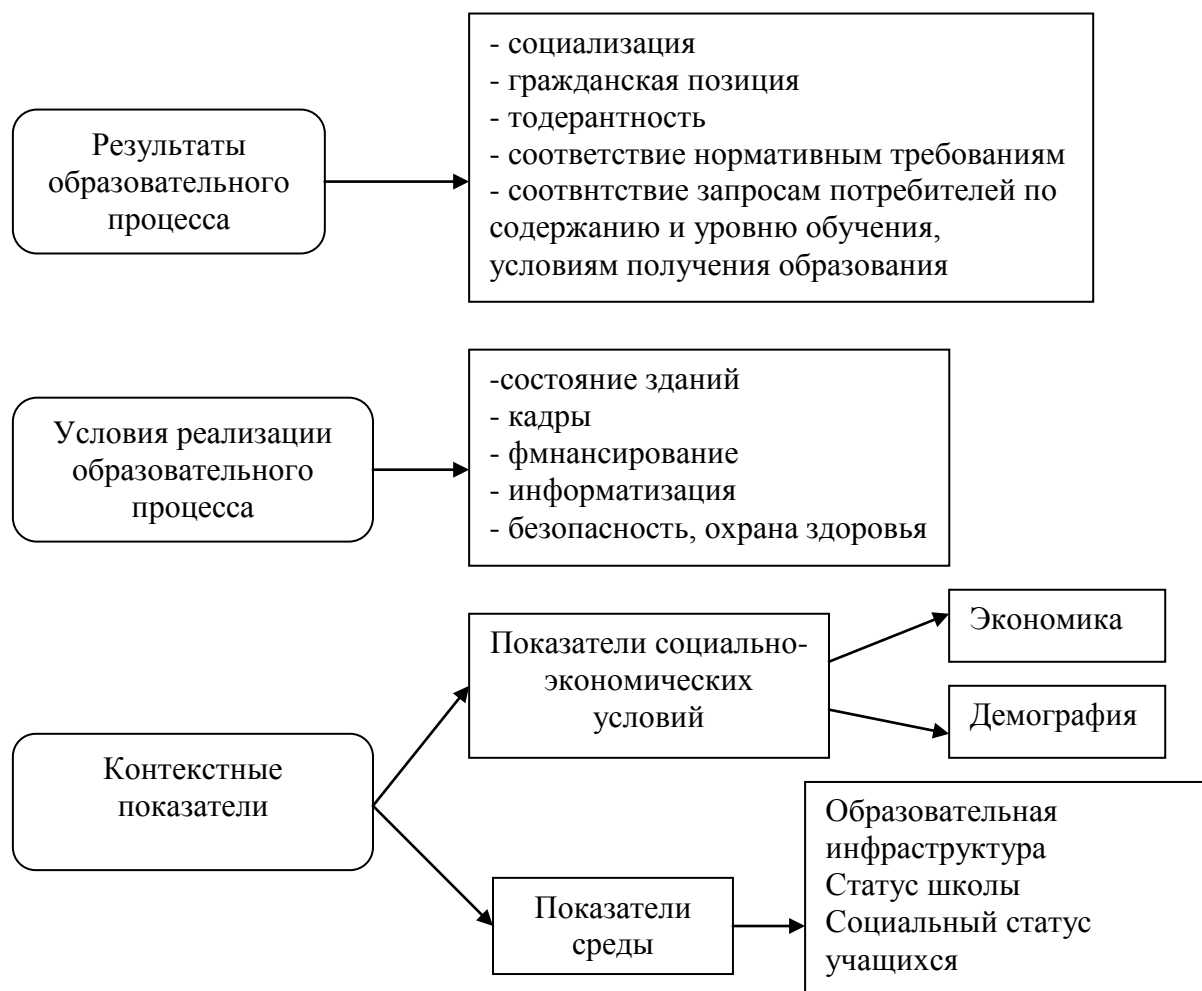 Результаты
образовательного
процесса
- социализация
- гражданская позиция
- тодерантность
- соответствие нормативным требованиям
- соотвнтствие запросам потребителей по
содержанию и уровню обучения,
условиям получения образования
Условия реализации
образовательного
процесса
-состояние зданий
- кадры
- фмнансирование
- информатизация
- безопасность, охрана здоровья
Контекстные
показатели
Показатели социально-
экономических
условий
Экономика
Демография
Показатели
среды
Образовательная
инфраструктура
Статус школы
Социальный статус
учащихся